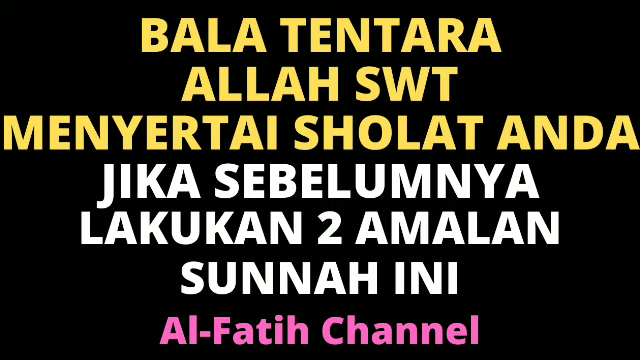 BALA TENTARA
ALLAH SWT
MENYERTAI SHOLAT ANDA
JIKA SEBELUMNYA
LAKUKAN 2 AMALAN
SUNNAH INI
Al-Fatih Channel